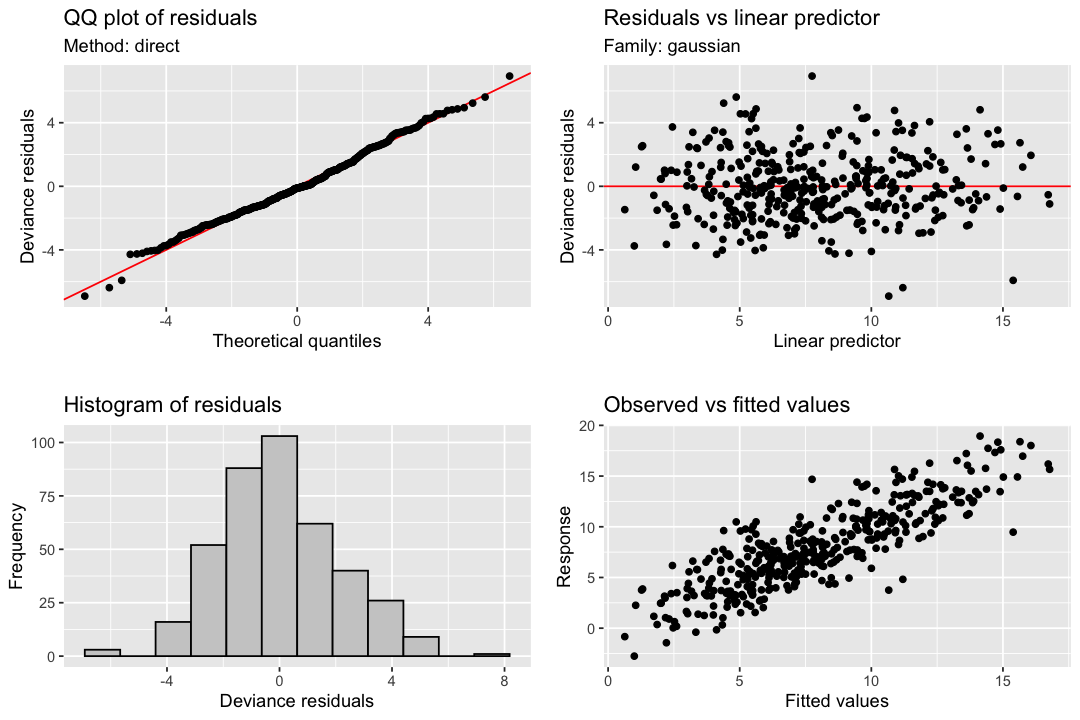 QQ plot of residuals
Method: direct
Deviance residuals
4
0
-4
-4
0
4
Theoretical quantiles
Residuals vs linear predictor
Family: gaussian
Deviance residuals
4
0
-4
0
5
10
15
Linear predictor
Histogram of residuals
Frequency
100
75
50
25
0
-4
0
4
8
Deviance residuals
Observed vs fitted values
Response
20
15
10
5
0
0
5
10
15
Fitted values